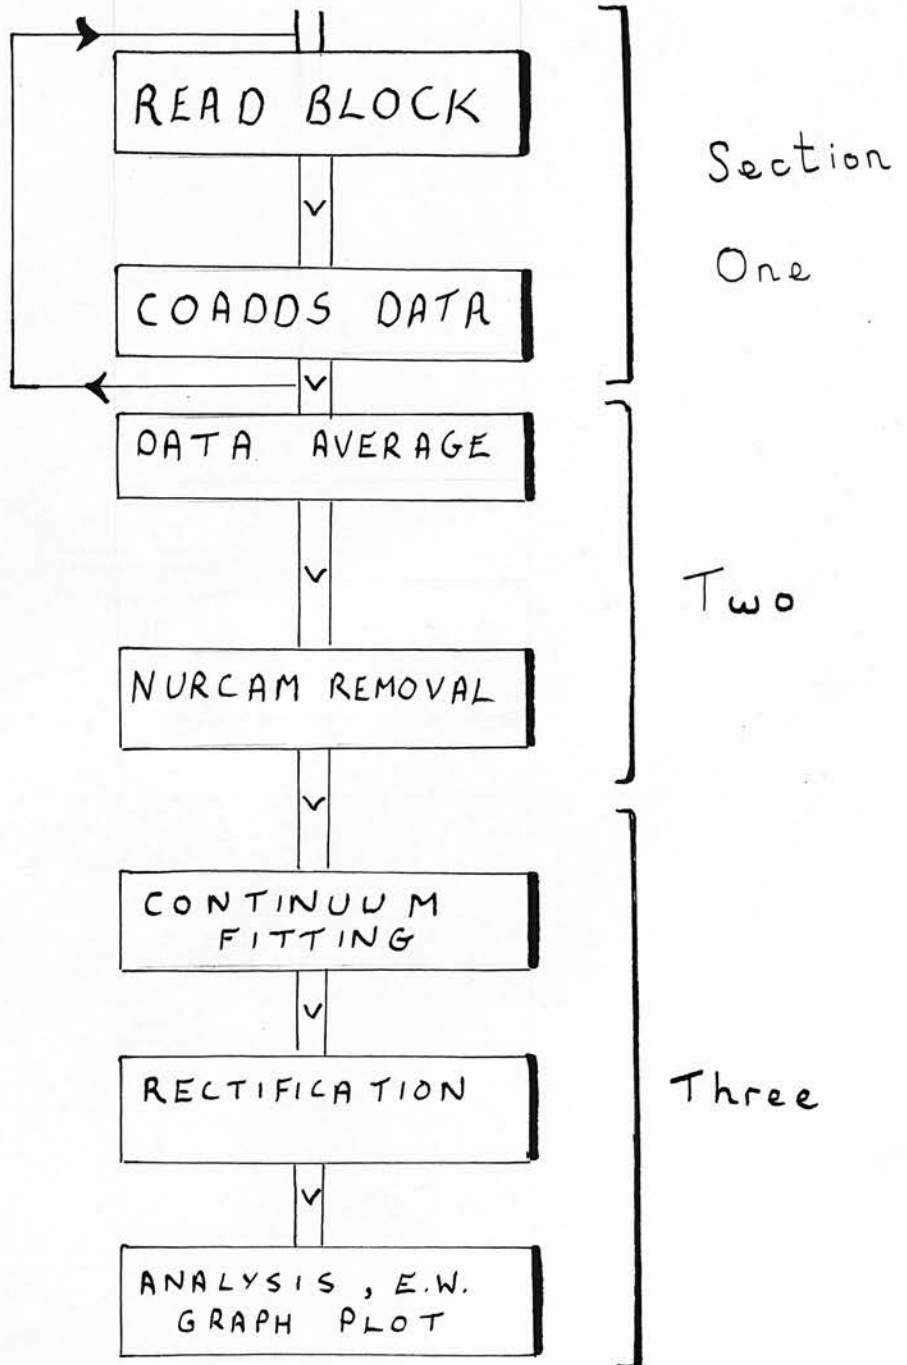 READ BLOCK
Section
One
COADDS DATA
DATA AVERAGE
Two
NURCAM REMOVAL
CONTINUUM
FITTING
RECTIFICATION
Three
ANALYSIS, E.W.
GRAPH PLOT